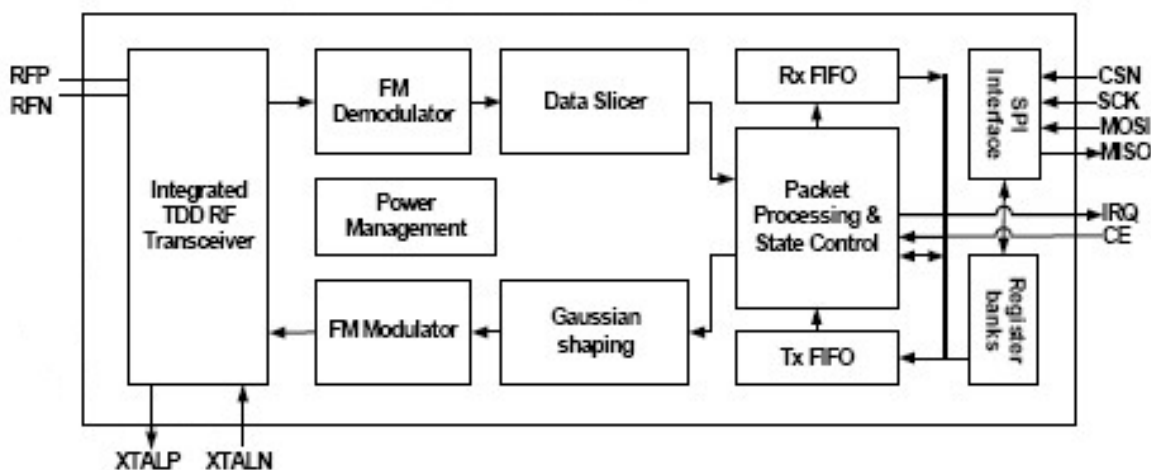 RFP
RFN
Integrated
TDD RF
Transceiver
FM
Demodulator
Data Slicer
Rx FIFO
SPI
Interface
CSN
SCK
MOSI
MISO
Power
Management
Packet
Processing &
State Control
IRQ
CE
FM Modulator
Gaussian
shaping
Tx FIFO
Register
banks
XTALP
XTALN